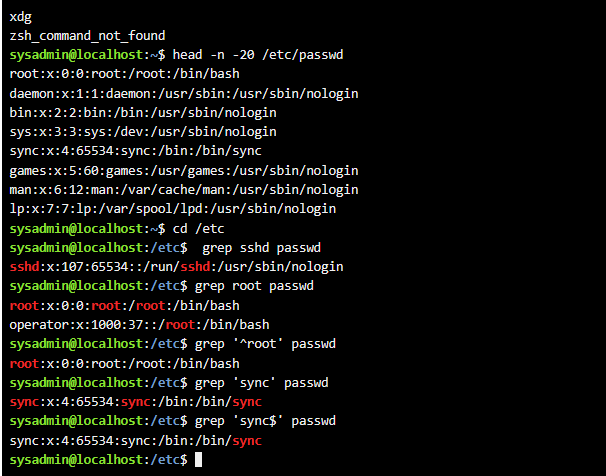 xdg
zsh_command_not_found
sysadmin@localhost:~$ head -n -20 /etc/passwd
root:x:0:0:root:/root:/bin/bash
daemon:x:1:1:daemon:/usr/sbin:/usr/sbin/nologin
bin:x:2:2:bin:/bin:/usr/sbin/nologin
sys:x:3:3:sys:/dev:/usr/sbin/nologin
sync:x:4:65534:sync:/bin:/bin/sync
games:x:5:60:games:/usr/games:/usr/sbin/nologin
man:x:6:12:man:/var/cache/man:/usr/sbin/nologin
lp:x:7:7:lp:/var/spool/lpd:/usr/sbin/nologin
sysadmin@localhost:~$ cd /etc
sysadmin@localhost:/etc$  grep sshd passwd
sshd:x:107:65534::/run/sshd:/usr/sbin/nologin
sysadmin@localhost:/etc$ grep root passwd
root:x:0:0:root:/root:/bin/bash
operator:x:1000:37::/root:/bin/bash
sysadmin@localhost:/etc$ grep '^root' passwd
root:x:0:0:root:/root:/bin/bash
sysadmin@localhost:/etc$ grep 'sync' passwd
sync:x:4:65534:sync:/bin:/bin/sync
sysadmin@localhost:/etc$ grep 'sync$' passwd
sync:x:4:65534:sync:/bin:/bin/sync
sysadmin@localhost:/etc$